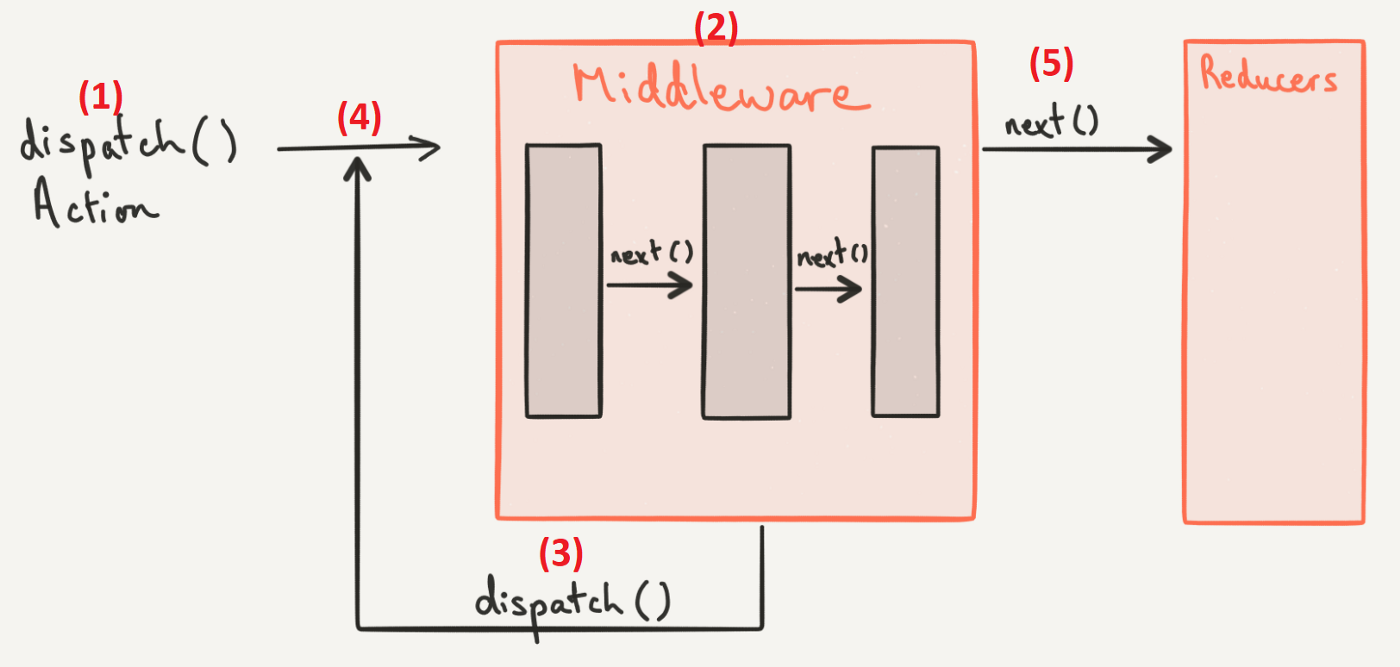 (1)
dispatch()
Action
(4)
(2)
Middleware
next()
next()
(5)
next()
Reducers
(3)
dispatch()